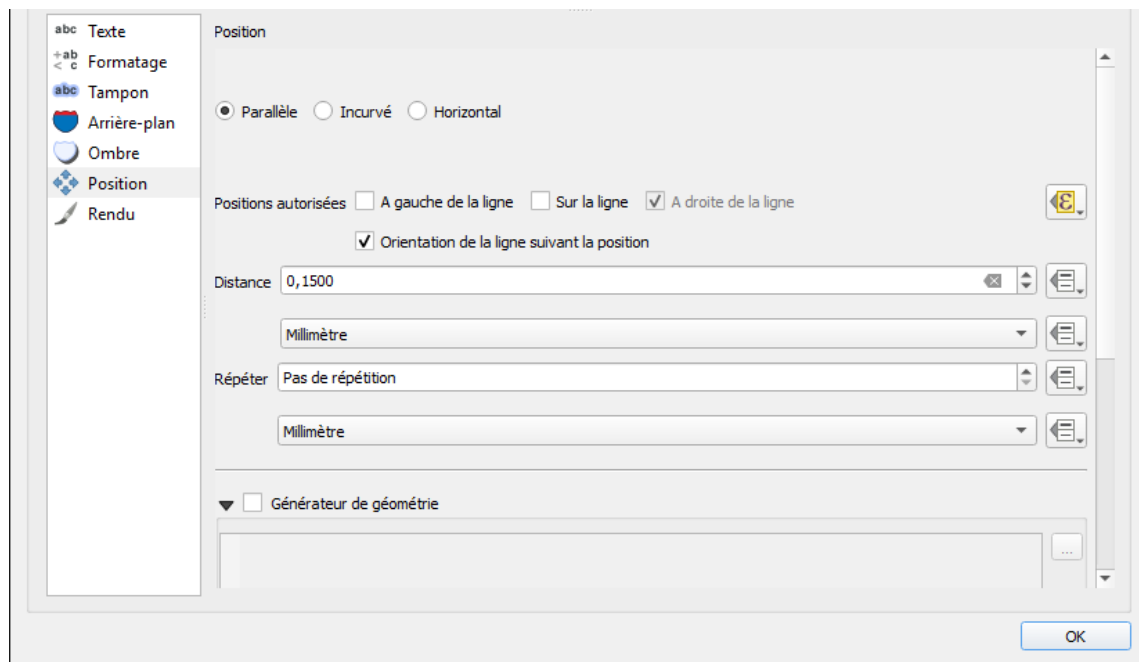 abc Texte
+ab
< c Formatage
abc Tampon
Arrière-plan
Ombre
Position
Rendu
Position
Parallèle Incurvé Horizontal
Positions autorisées A gauche de la ligne Sur la ligne A droite de la ligne
Orientation de la ligne suivant la position
Distance 0,1500
Millimètre
Répéter Pas de répétition
Millimètre
Générateur de géométrie
...
OK